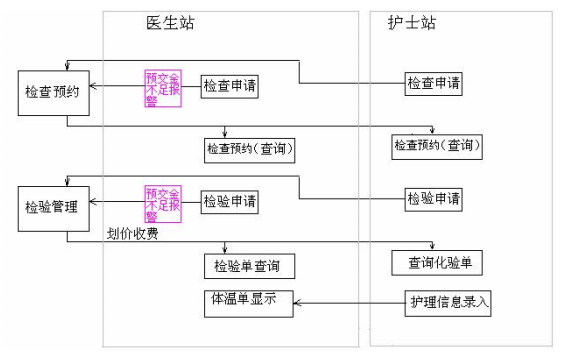 医生站
护士站
检查预约
预交金
不足报
警
检查申请
检查申请
检查预约(查询)
检查预约(查询)
检验管理
预交金
不足报
警
检验申请
检验申请
划价收费
检验单查询
查询化验单
体温单显示
护理信息录入